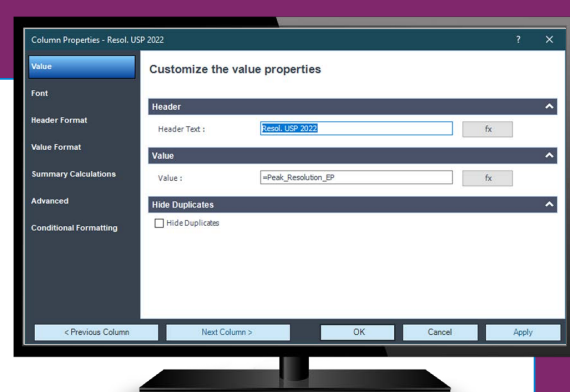 Column Properties - Resol. USP 2022 ? ×
Value
Customize the value properties
Font
Header
Header Format
Header Text : Resol. USP 2022 fx
Value Format
Value
Summary Calculations
Value : =Peak_Resolution_EP fx
Advanced
Hide Duplicates
Conditional Formatting
Hide Duplicates
< Previous Column Next Column > OK Cancel Apply